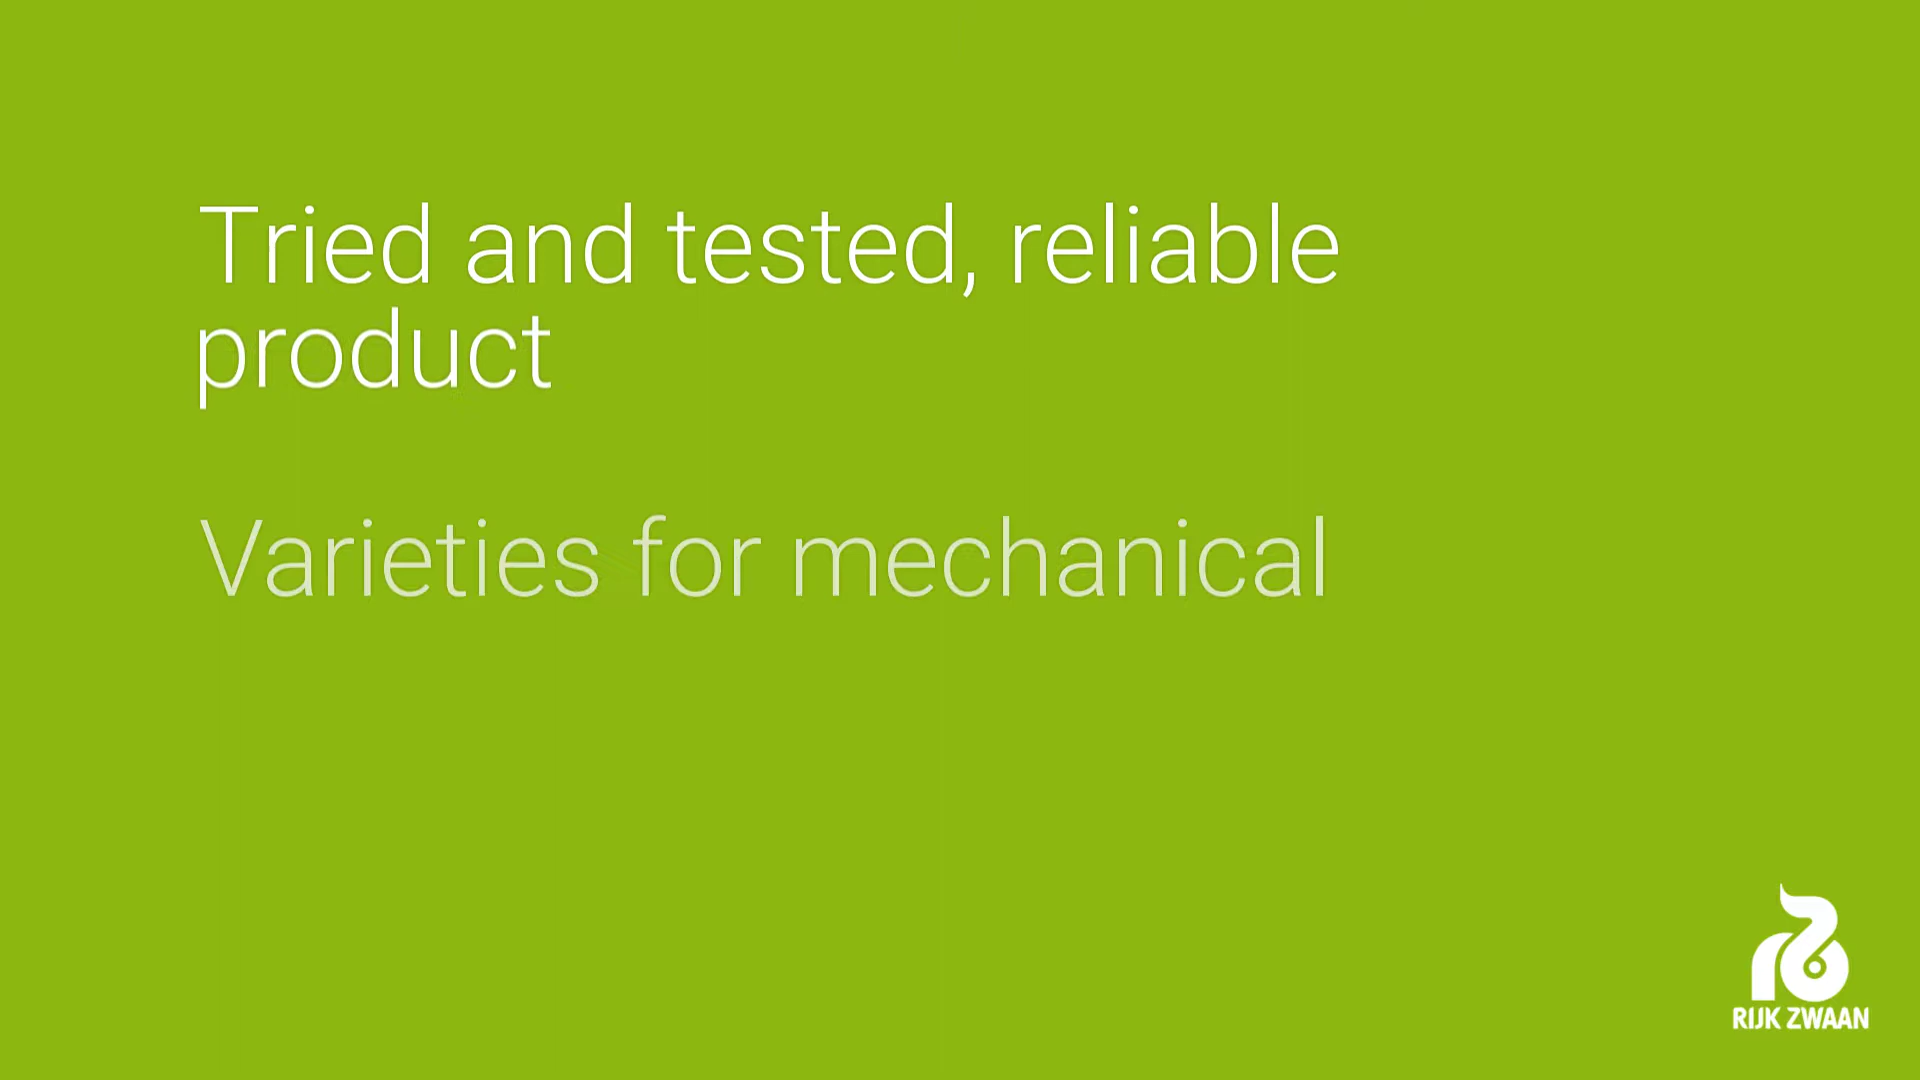 Tried and tested, reliable
product
Varieties for mechanical
RIJK ZWAAN